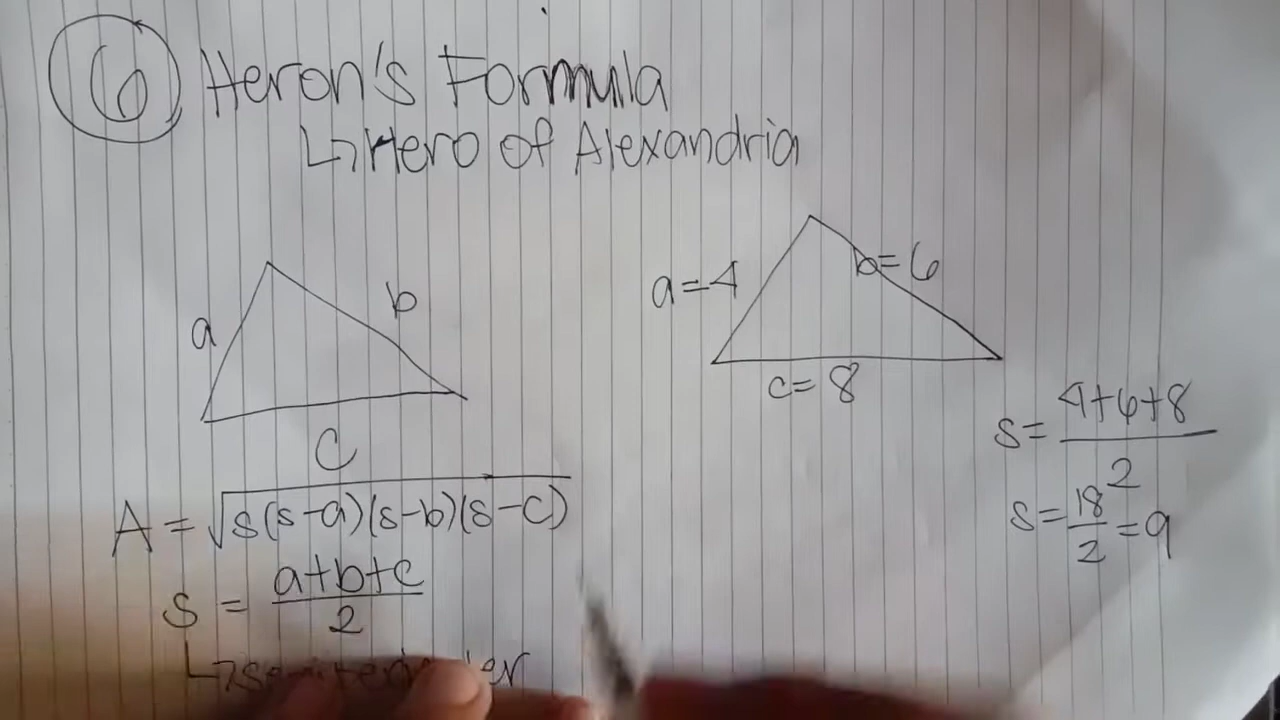 6 Heron's Formula
↳Hero of Alexandria
a
b
C
A = √s(s-a)(s-b)(s-c)
s = a+b+c/2
a=4
b=6
c=8
s= 4+6+8/2
s=18/2=9